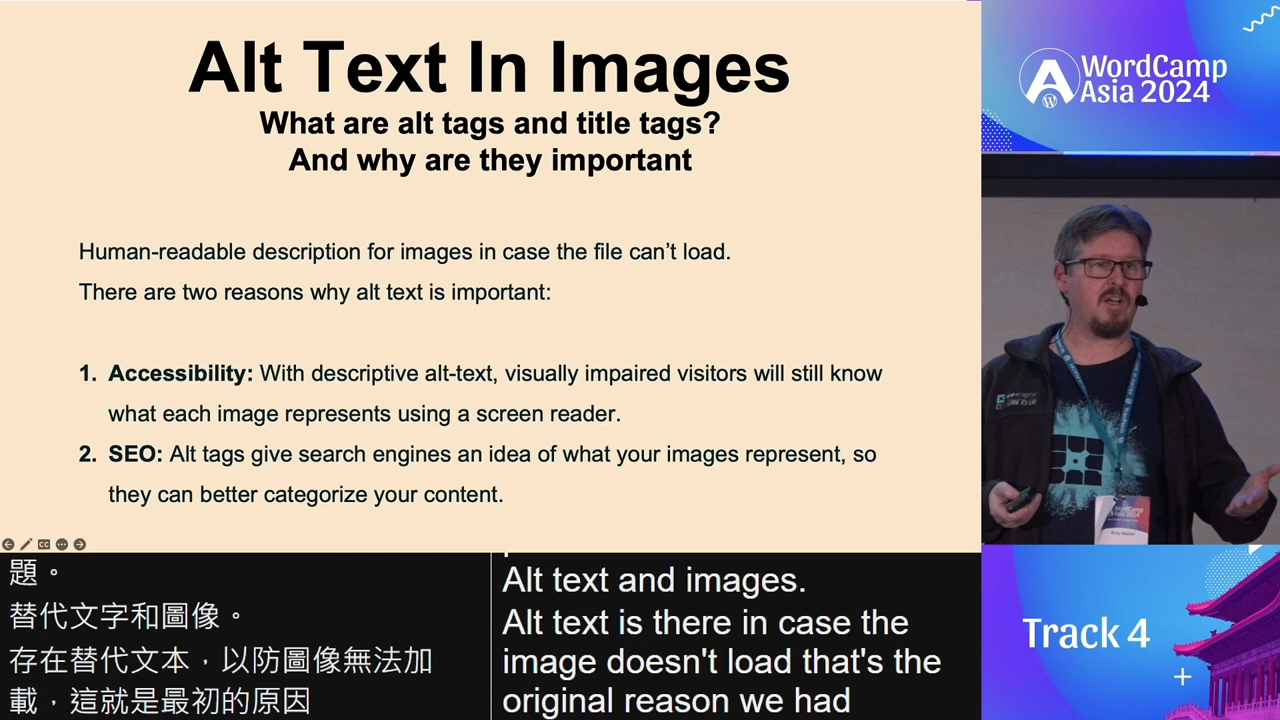 Alt Text In Images
What are alt tags and title tags?
And why are they important
Human-readable description for images in case the file can’t load.
There are two reasons why alt text is important:
1. Accessibility: With descriptive alt-text, visually impaired visitors will still know
what each image represents using a screen reader.
2. SEO: Alt tags give search engines an idea of what your images represent, so
they can better categorize your content.
CC
題。
替代文字和圖像。
存在替代文本，以防圖像無法加
載，這就是最初的原因
Alt text and images.
Alt text is there in case the
image doesn't load that's the
original reason we had
WordCamp
Asia 2024
WordCamp
Asia 2024
Track 4